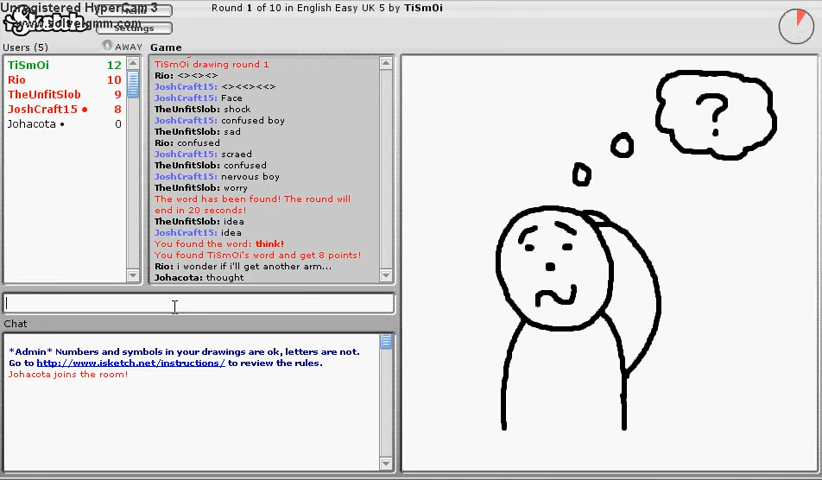 Unregistered HyperCam 3
Round 1 of 10 in English Easy UK 5 by TiSmOi
www.solveigmm.com
Settings
Users (5)
AWAY
TiSmOi 12
Rio 10
TheUnfitSlob 9
JoshCraft15 • 8
Johacota • 0
Game
TiSmOi drawing round 1
Rio: <><><>
JoshCraft15: <><<><<>
JoshCraft15: Face
TheUnfitSlob: shock
JoshCraft15: confused boy
TheUnfitSlob: sad
Rio: confused
JoshCraft15: scraed
TheUnfitSlob: confused
JoshCraft15: nervous boy
TheUnfitSlob: worry
The word has been found! The round will
end in 20 seconds!
TheUnfitSlob: idea
JoshCraft15: idea
You found the word: think!
You found TiSmOi's word and get 8 points!
Rio: i wonder if i'll get another arm...
Johacota: thought
Chat
*Admin* Numbers and symbols in your drawings are ok, letters are not.
Go to http://www.isketch.net/instructions/ to review the rules.
Johacota joins the room!
?